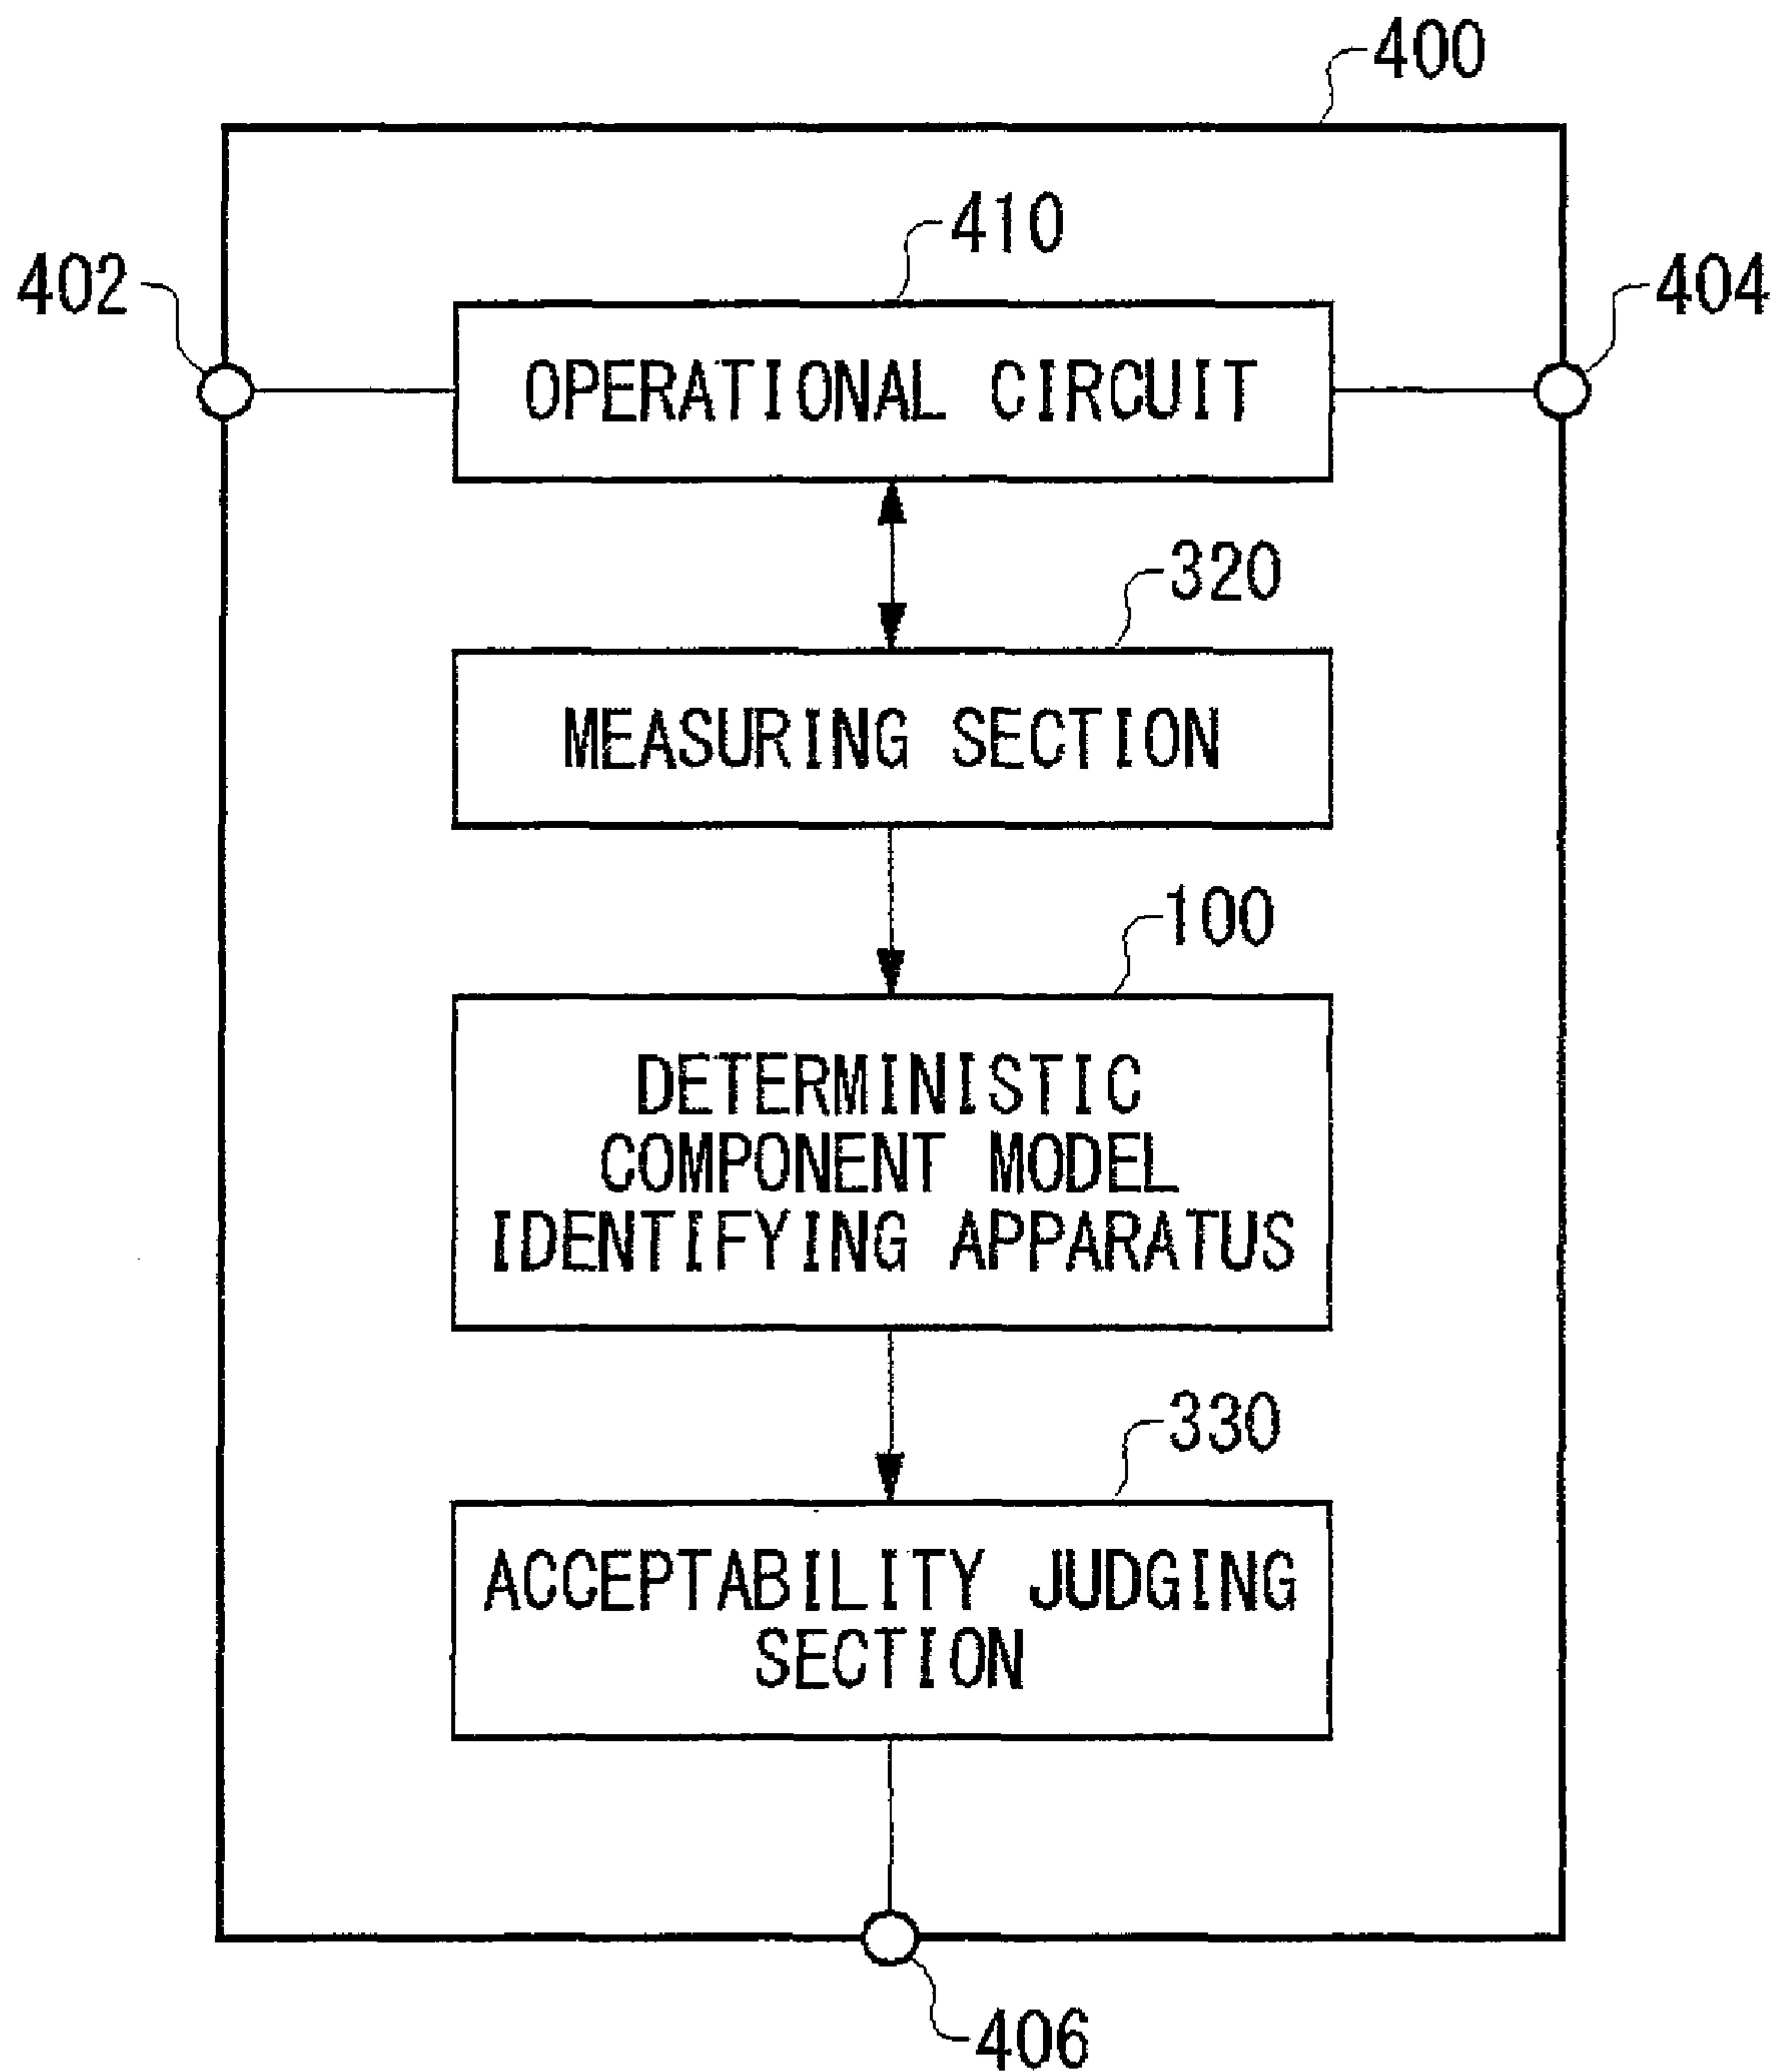 400
410
402
404
OPERATIONAL CIRCUIT
320
MEASURING SECTION
100
DETERMINISTIC
COMPONENT MODEL
IDENTIFYING APPARATUS
330
ACCEPTABILITY JUDGING
SECTION
406